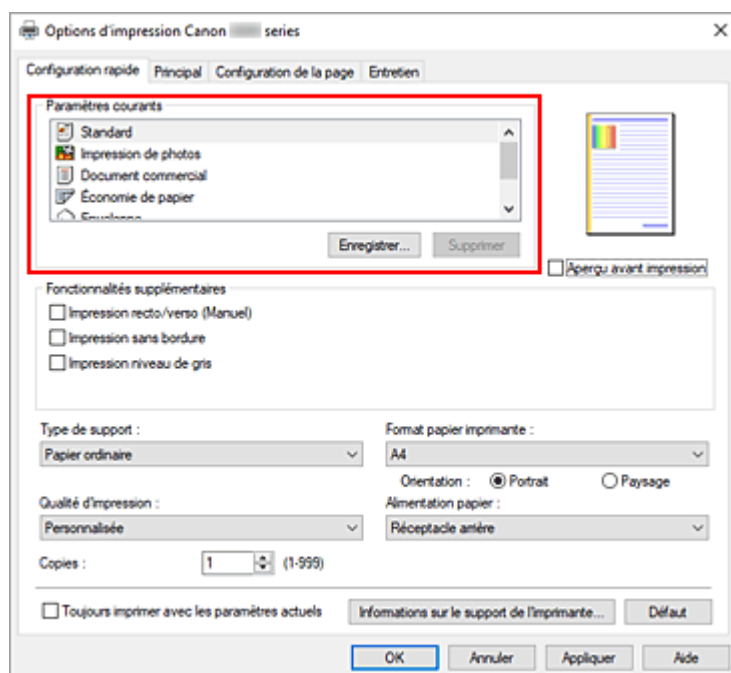 Options d'impression Canon series
Configuration rapide Principal Configuration de la page Entretien
Paramètres courants
Standard
Impression de photos
Document commercial
Économie de papier
Enveloppe
Enregistrer... Supprimer
Aperçu avant impression
Fonctionnalités supplémentaires
Impression recto/verso (Manuel)
Impression sans bordure
Impression niveau de gris
Type de support :
Papier ordinaire
Format papier imprimante :
A4
Orientation : Portrait Paysage
Qualité d'impression :
Personnalisée
Alimentation papier :
Réceptacle arrière
Copies : 1 (1-999)
Toujours imprimer avec les paramètres actuels Informations sur le support de l'imprimante... Défaut
OK Annuler Appliquer Aide